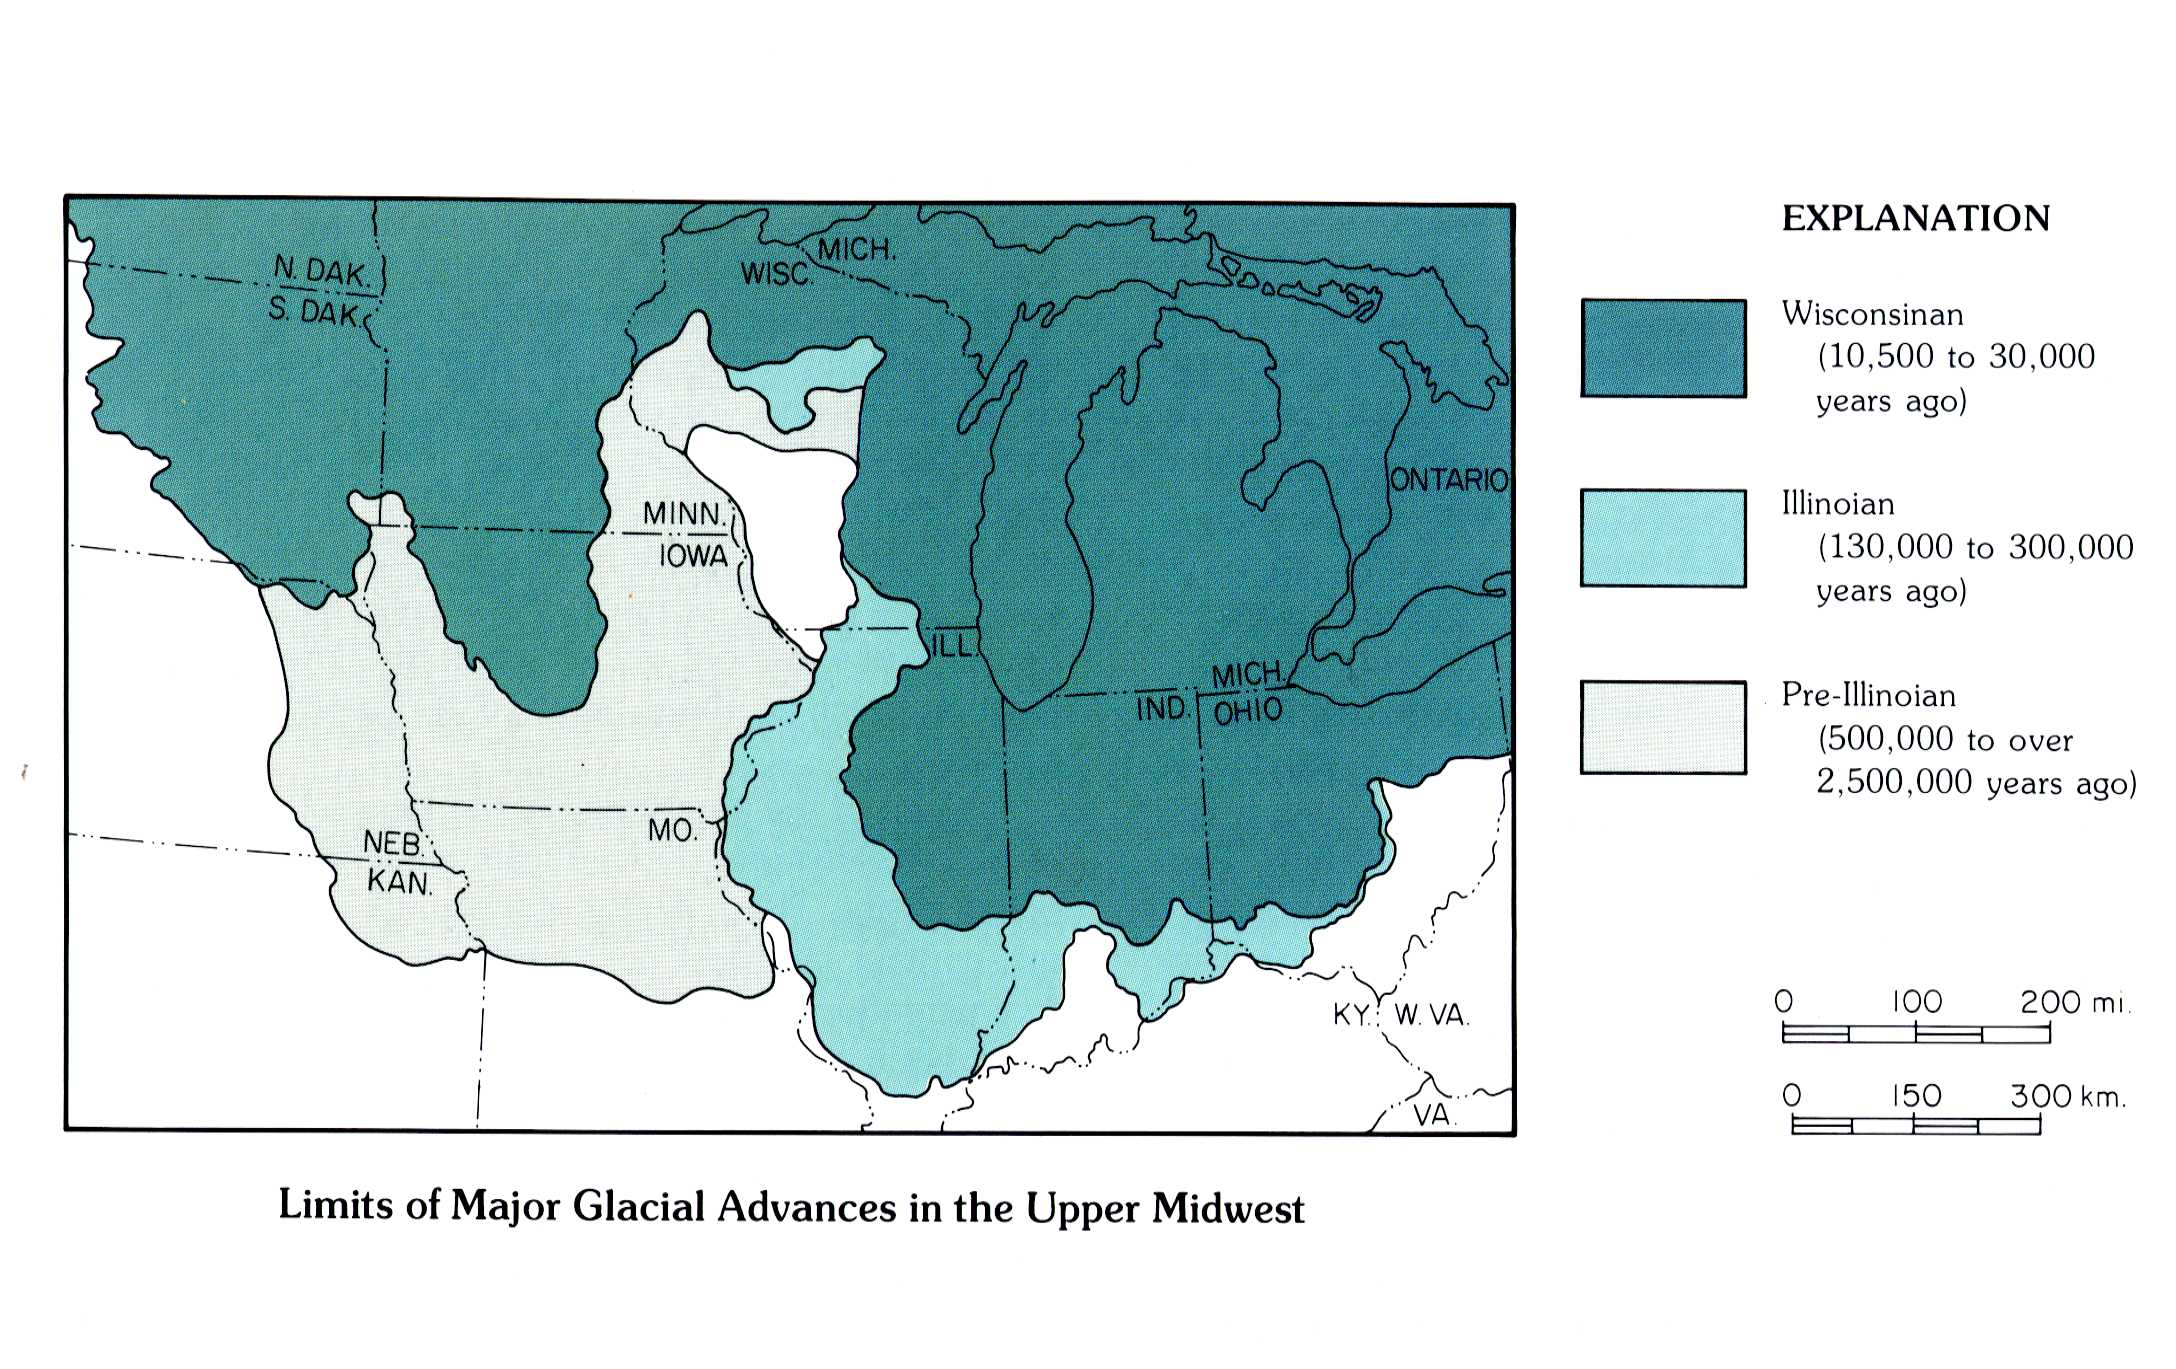 N. DAK.
S. DAK.
WISC.
MICH.
MINN.
IOWA
ONTARIO
ILL.
MICH.
IND.
OHIO
MO.
NEB.
KAN.
KY.
W. VA.
VA.
EXPLANATION
Wisconsinan
(10,500 to 30,000
years ago)
Illinoian
(130,000 to 300,000
years ago)
Pre-Illinoian
(500,000 to over
2,500,000 years ago)
0 100 200 mi.
0 150 300 km.
Limits of Major Glacial Advances in the Upper Midwest